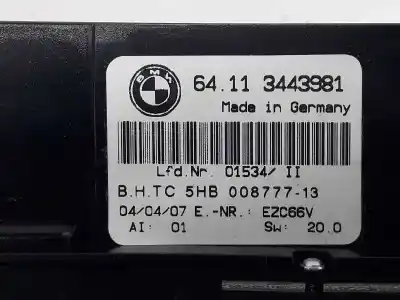 BMW
64.11 3443981
Made in Germany
Lfd.Nr. 01534/ II
B.H.TC 5HB 008777-13
04/04/07 E.-NR.: EZC66V
AI: 01 SW: 20.0